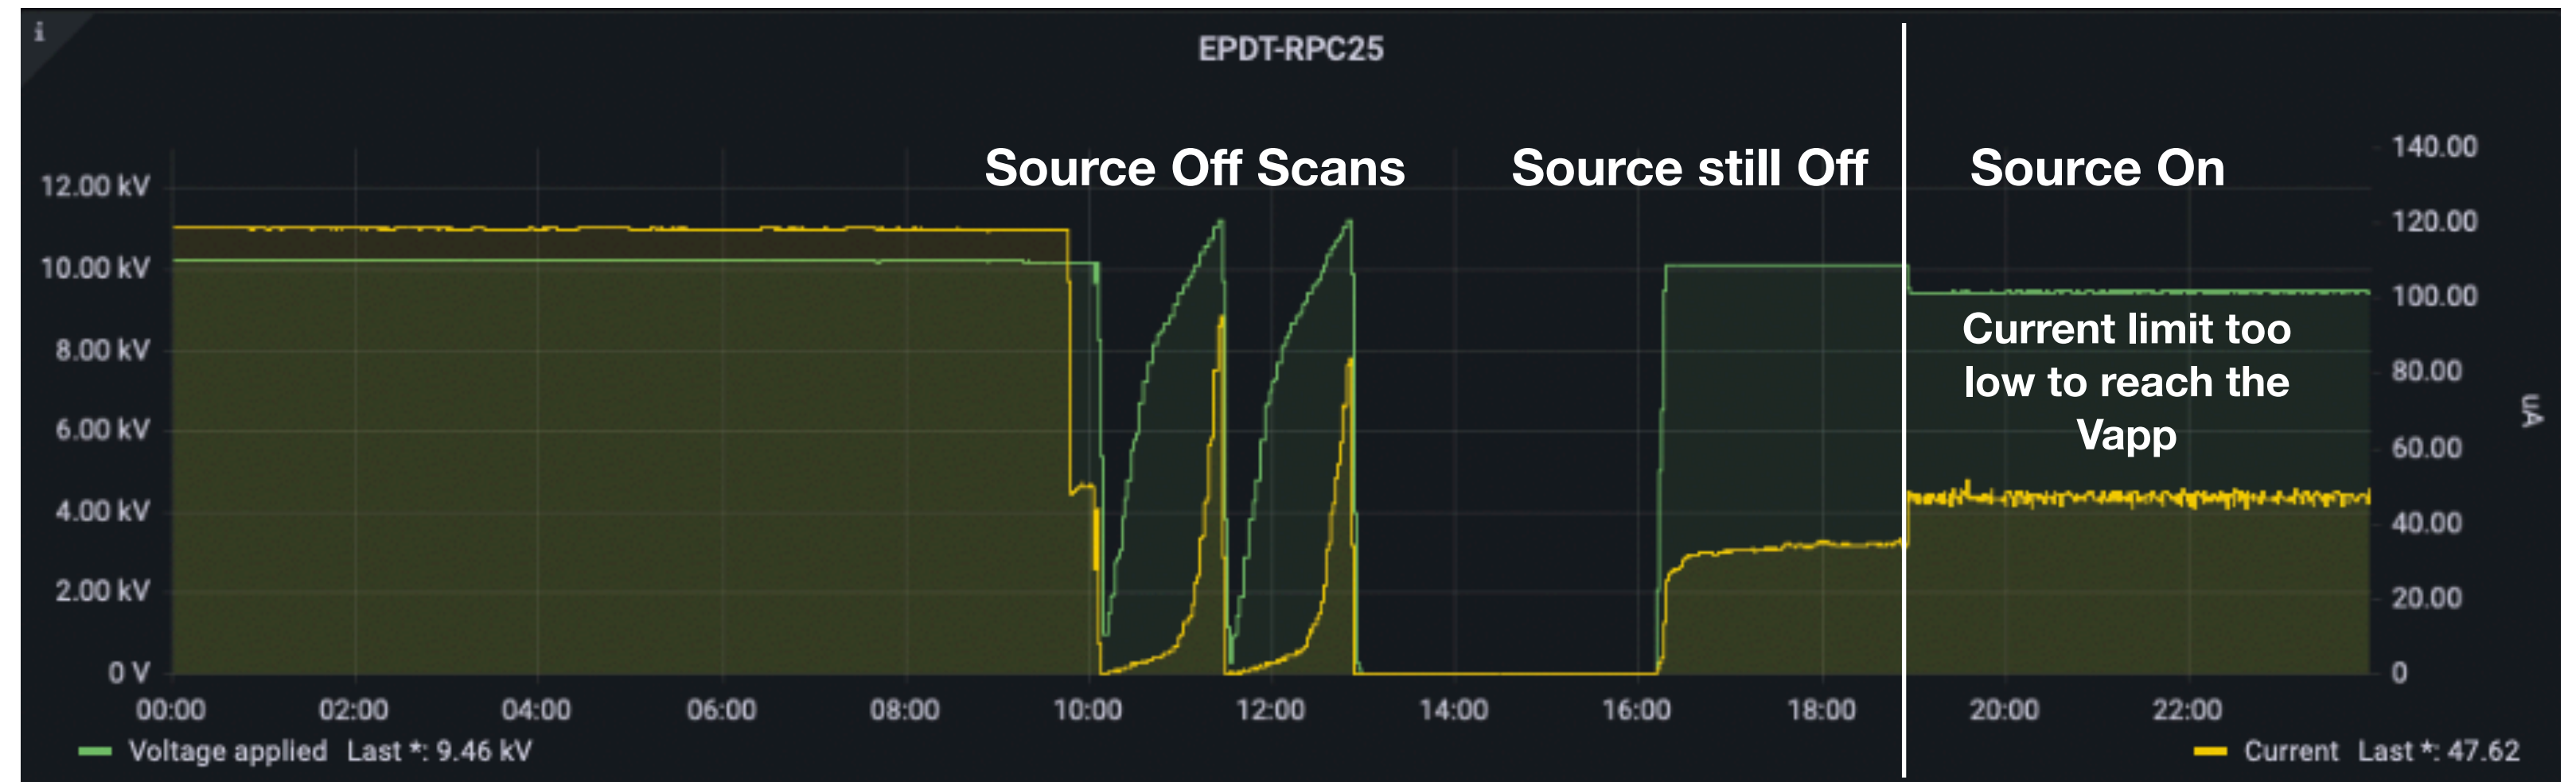 i
EPDT-RPC25
Source Off Scans
Source still Off
Source On
12.00 kV
10.00 kV
8.00 kV
6.00 kV
4.00 kV
2.00 kV
0 V
140.00
120.00
100.00
80.00
60.00
40.00
20.00
0
uA
Current limit too
low to reach the
Vapp
00:00 02:00 04:00 06:00 08:00 10:00 12:00 14:00 16:00 18:00 20:00 22:00
Voltage applied Last *: 9.46 kV
Current Last *: 47.62